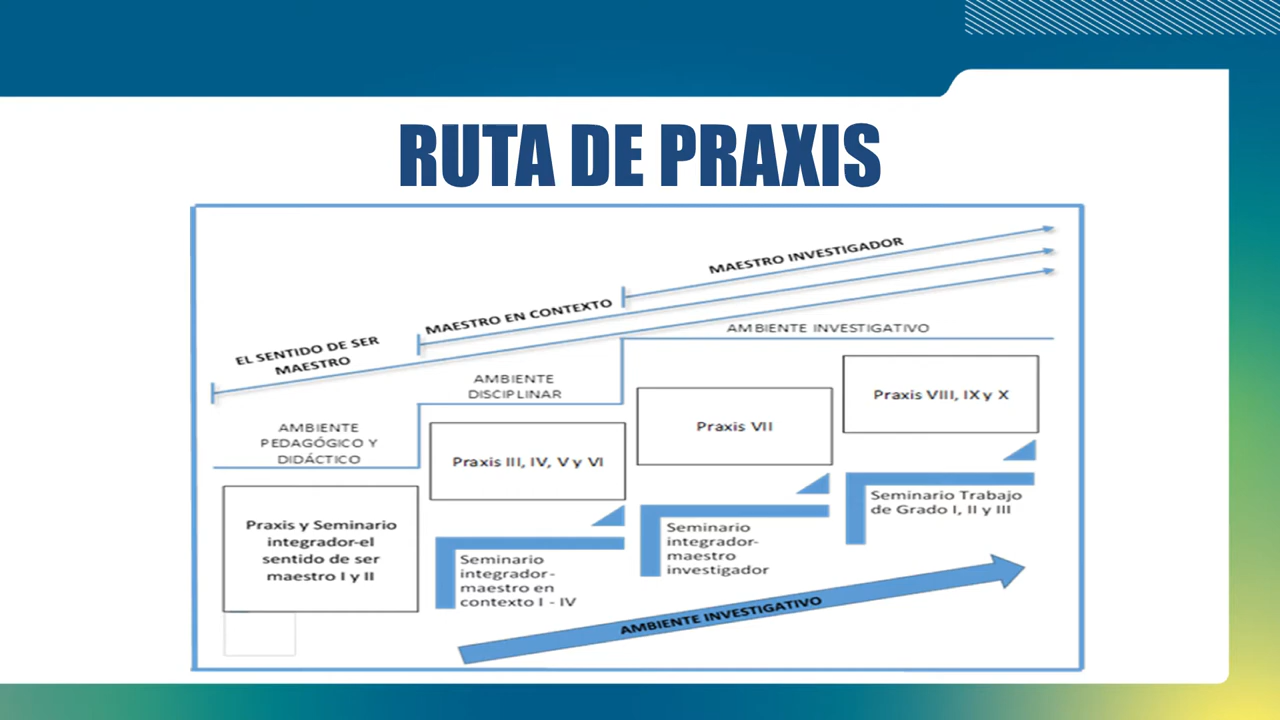 RUTA DE PRAXIS
MAESTRO INVESTIGADOR
MAESTRO EN CONTEXTO
EL SENTIDO DE SER
MAESTRO
AMBIENTE INVESTIGATIVO
AMBIENTE
DISCIPLINAR
AMBIENTE
PEDAGÓGICO Y
DIDÁCTICO
Praxis VIII, IX y X
Praxis VII
Praxis III, IV, V y VI
Praxis y Seminario
integrador-el
sentido de ser
maestro I y II
Seminario Trabajo
de Grado I, II y III
Seminario
integrador-
maestro
investigador
Seminario
integrador-
maestro en
contexto I - IV
AMBIENTE INVESTIGATIVO